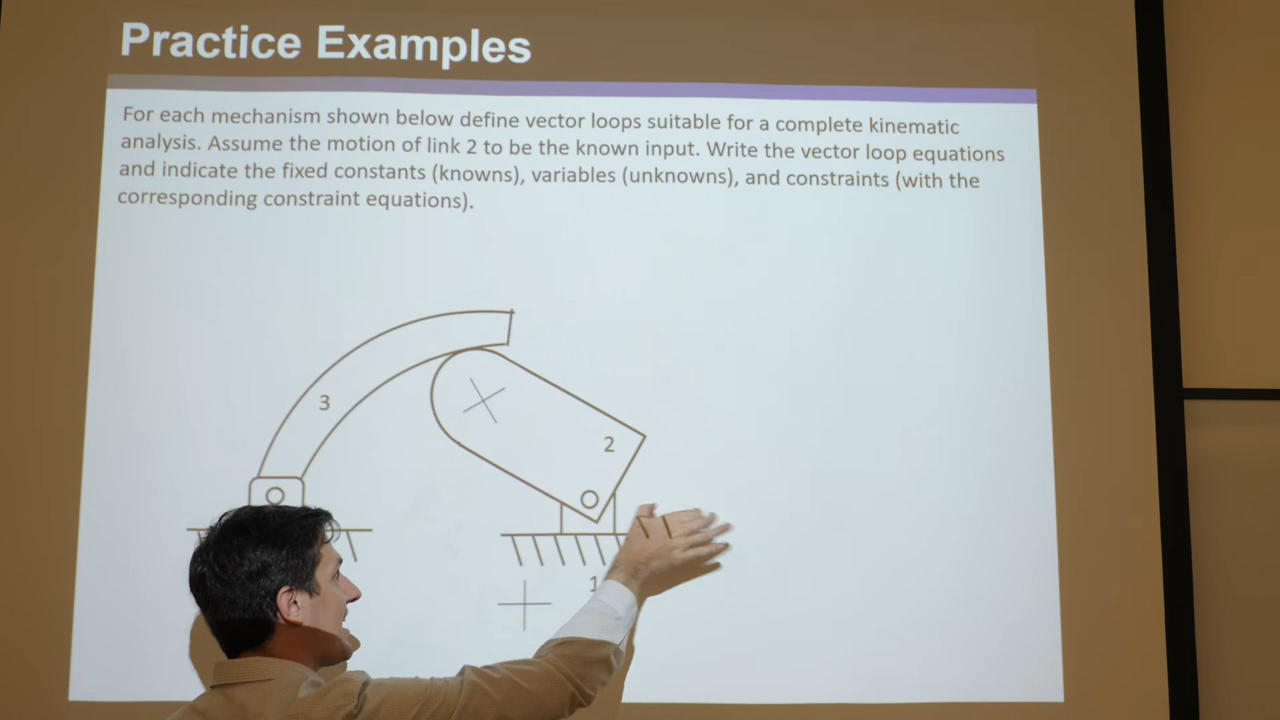 Practice Examples
For each mechanism shown below define vector loops suitable for a complete kinematic
analysis. Assume the motion of link 2 to be the known input. Write the vector loop equations
and indicate the fixed constants (knowns), variables (unknowns), and constraints (with the
corresponding constraint equations).
3
2
1